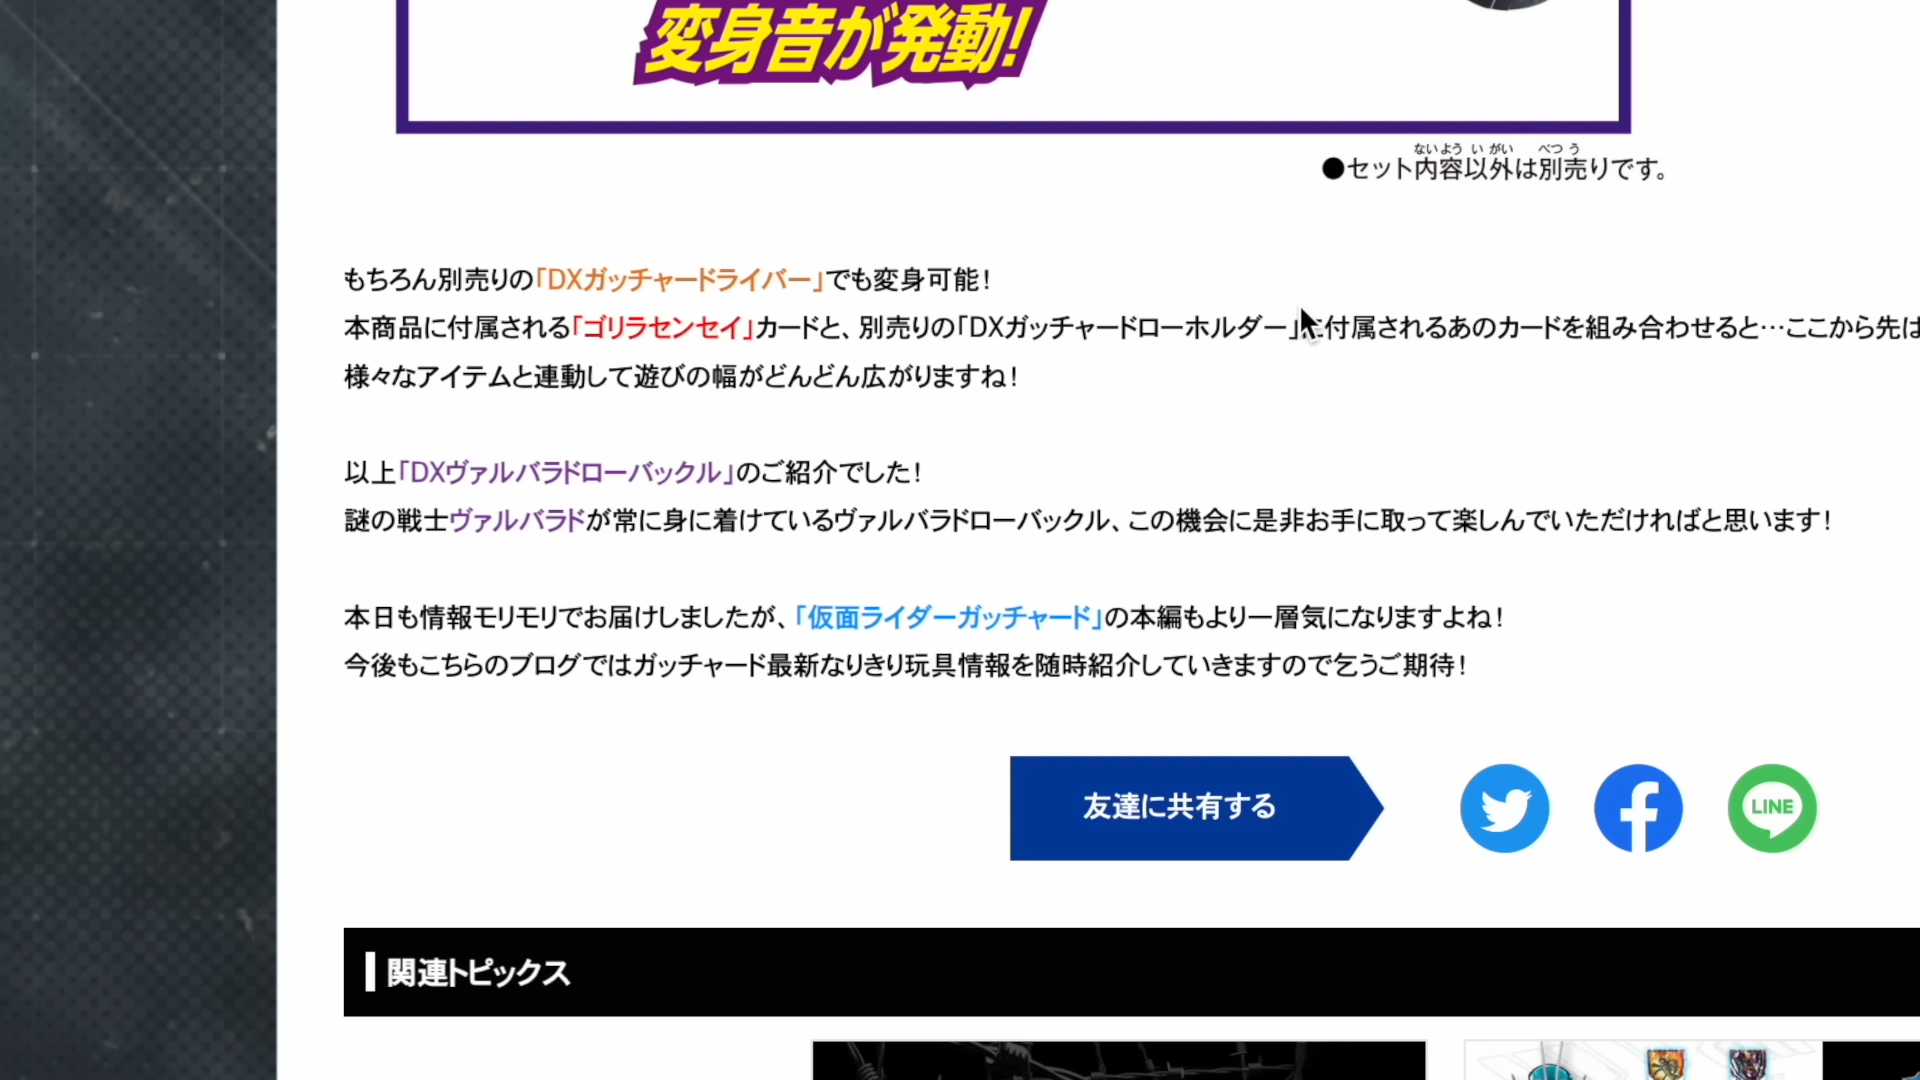 変身音が発動!
ないよう い がい べつ う
●セット内容以外は別売りです。
もちろん別売りの「DXガッチャードライバー」でも変身可能！
本商品に付属される「ゴリラセンセイ」カードと、別売りの「DXガッチャードローホルダー」に付属されるあのカードを組み合わせると…ここから先は
様々なアイテムと連動して遊びの幅がどんどん広がりますね！
以上「DXヴァルバラドローバックル」のご紹介でした！
謎の戦士ヴァルバラドが常に身に着けているヴァルバラドローバックル、この機会に是非お手に取って楽しんでいただければと思います！
本日も情報モリモリでお届けしましたが、「仮面ライダーガッチャード」の本編もより一層気になりますよね！
今後もこちらのブログではガッチャード最新なりきり玩具情報を随時紹介していきますので乞うご期待！
友達に共有する
LINE
関連トピックス